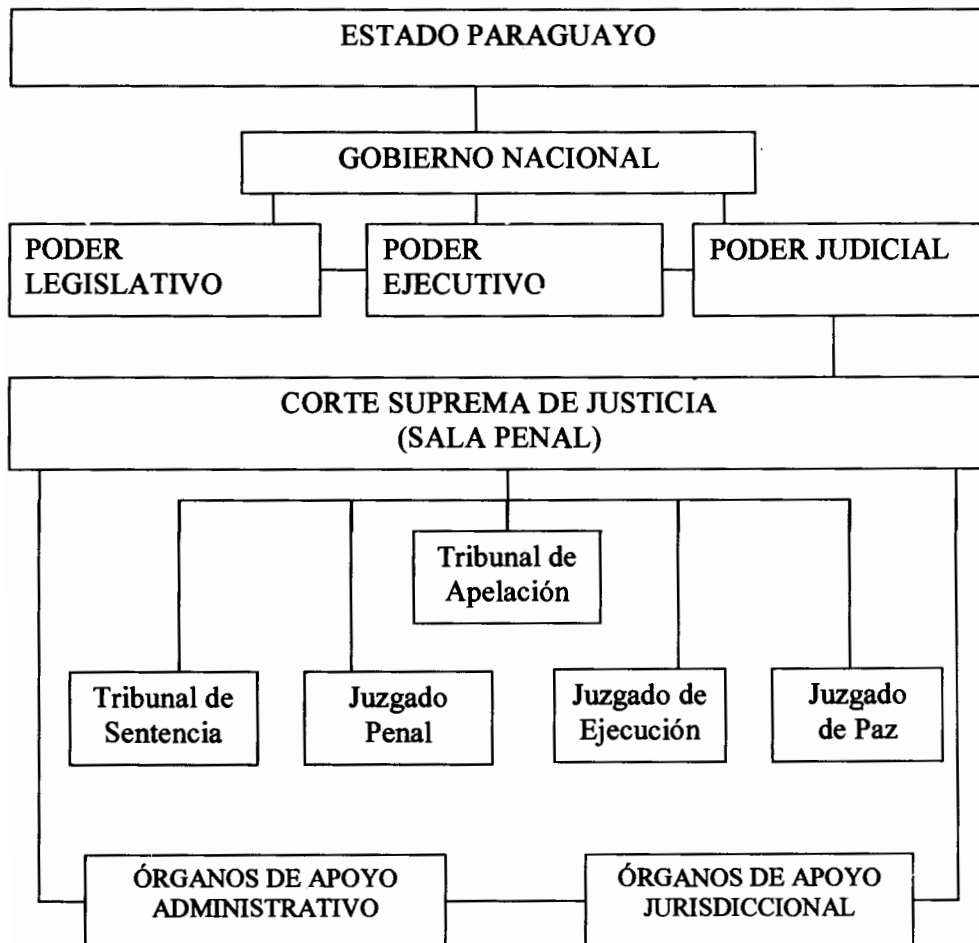 ESTADO PARAGUAYO
GOBIERNO NACIONAL
PODER
LEGISLATIVO
PODER
EJECUTIVO
PODER JUDICIAL
CORTE SUPREMA DE JUSTICIA
(SALA PENAL)
Tribunal de
Apelación
Tribunal de
Sentencia
Juzgado
Penal
Juzgado de
Ejecución
Juzgado
de Paz
ÓRGANOS DE APOYO
ADMINISTRATIVO
ÓRGANOS DE APOYO
JURISDICCIONAL